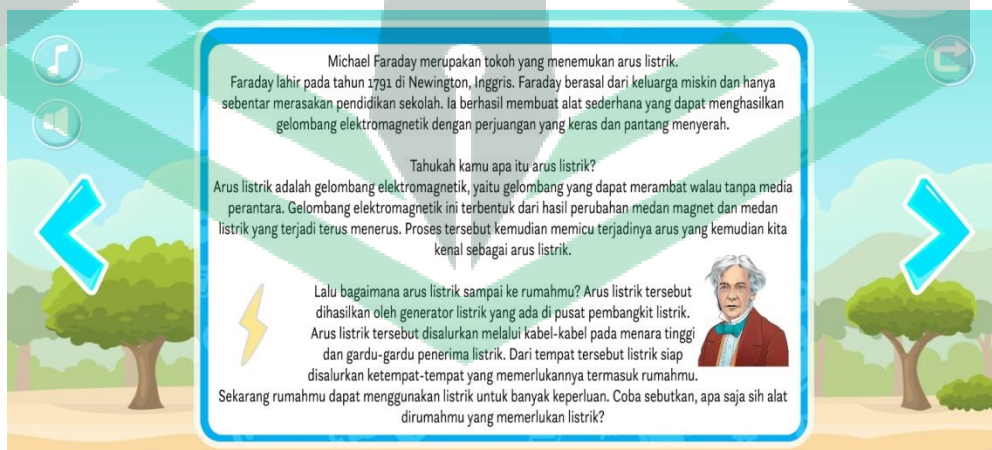 Michael Faraday merupakan tokoh yang menemukan arus listrik.
Faraday lahir pada tahun 1791 di Newington, Inggris. Faraday berasal dari keluarga miskin dan hanya
sebentar merasakan pendidikan sekolah. Ia berhasil membuat alat sederhana yang dapat menghasilkan
gelombang elektromagnetik dengan perjuangan yang keras dan pantang menyerah.
Tahukah kamu apa itu arus listrik?
Arus listrik adalah gelombang elektromagnetik, yaitu gelombang yang dapat merambat walau tanpa media
perantara. Gelombang elektromagnetik ini terbentuk dari hasil perubahan medan magnet dan medan
listrik yang terjadi terus menerus. Proses tersebut kemudian memicu terjadinya arus yang kemudian kita
kenal sebagai arus listrik.
Lalu bagaimana arus listrik sampai ke rumahmu? Arus listrik tersebut
dihasilkan oleh generator listrik yang ada di pusat pembangkit listrik.
Arus listrik tersebut disalurkan melalui kabel-kabel pada menara tinggi
dan gardu-gardu penerima listrik. Dari tempat tersebut listrik siap
disalurkan ketempat-tempat yang memerlukannya termasuk rumahmu.
Sekarang rumahmu dapat menggunakan listrik untuk banyak keperluan. Coba sebutkan, apa saja sih alat
dirumahmu yang memerlukan listrik?